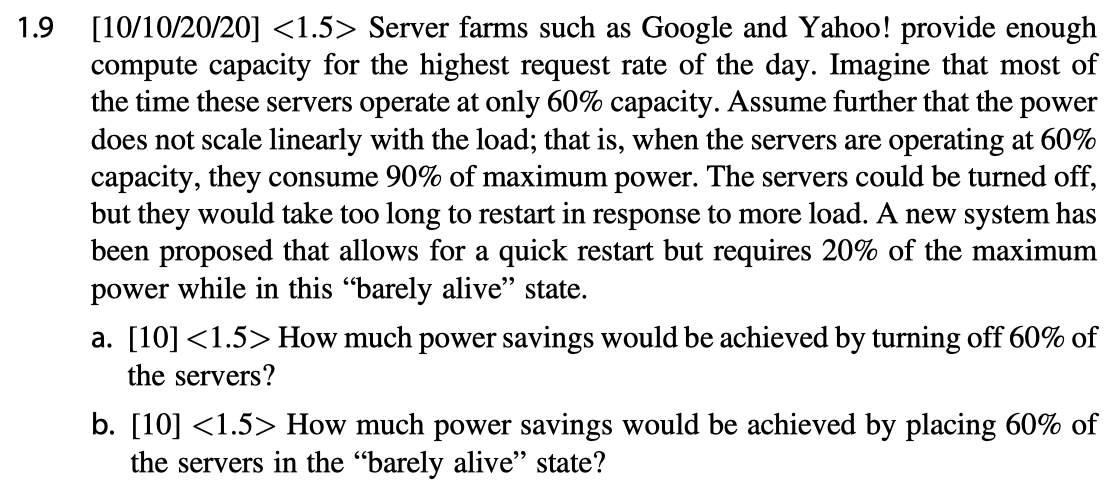 1.9 [10/10/20/20] <1.5> Server farms such as Google and Yahoo! provide enough
compute capacity for the highest request rate of the day. Imagine that most of
the time these servers operate at only 60% capacity. Assume further that the power
does not scale linearly with the load; that is, when the servers are operating at 60%
capacity, they consume 90% of maximum power. The servers could be turned off,
but they would take too long to restart in response to more load. A new system has
been proposed that allows for a quick restart but requires 20% of the maximum
power while in this “barely alive” state.
a. [10] <1.5> How much power savings would be achieved by turning off 60% of
the servers?
b. [10] <1.5> How much power savings would be achieved by placing 60% of
the servers in the “barely alive” state?